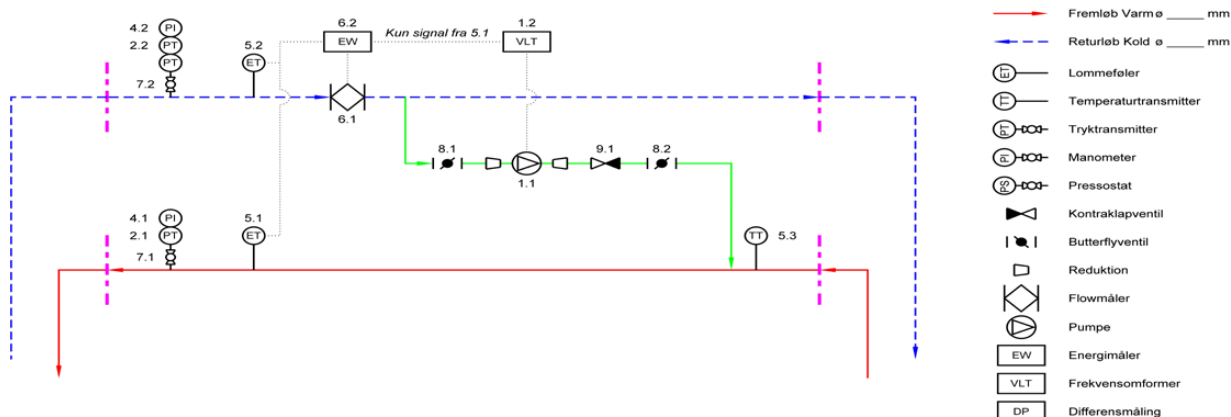 6.2
1.2
4.2
PI
2.2
PT
PT
7.2
5.2
ET
EW
Kun signal fra 5.1
VLT
6.1
8.1
9.1
8.2
1.1
4.1
PI
2.1
PT
7.1
5.1
ET
TT
5.3
Fremløb Varm ø _____ mm
Returløb Kold ø _____ mm
ET
Lommeføler
TT
Temperaturtransmitter
PT
Tryktransmitter
PI
Manometer
PS
Pressostat
Kontraklapventil
Butterflyventil
Reduktion
Flowmåler
Pumpe
EW
Energimåler
VLT
Frekvensomformer
DP
Differensmåling